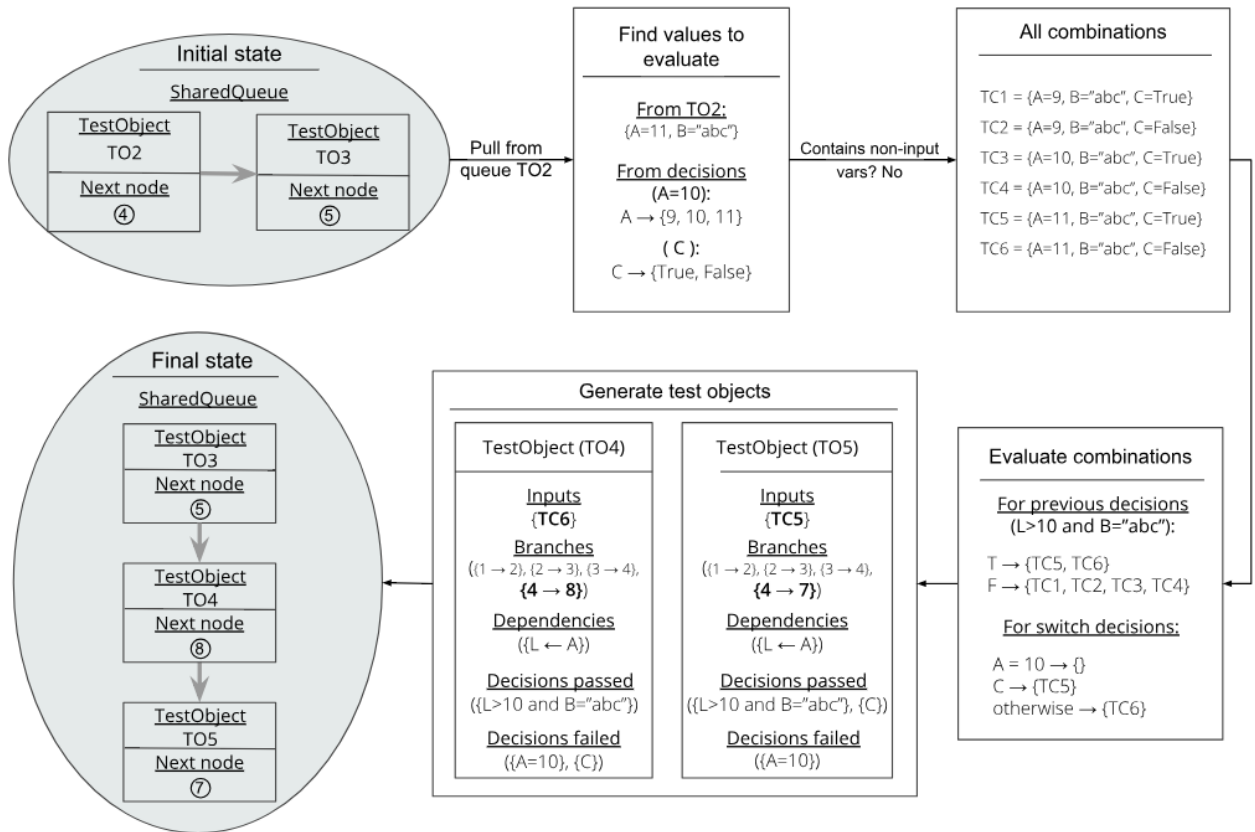 Initial state
SharedQueue
TestObject
TO2
Next node
④
TestObject
TO3
Next node
⑤
Pull from
queue TO2
Find values to
evaluate
From TO2:
{A=11, B="abc"}
From decisions
(A=10):
A → {9, 10, 11}
( C ):
C → {True, False}
Contains non-input
vars? No
All combinations
TC1 = {A=9, B="abc", C=True}
TC2 = {A=9, B="abc", C=False}
TC3 = {A=10, B="abc", C=True}
TC4 = {A=10, B="abc", C=False}
TC5 = {A=11, B="abc", C=True}
TC6 = {A=11, B="abc", C=False}
Evaluate combinations
For previous decisions
(L>10 and B="abc"):
T → {TC5, TC6}
F → {TC1, TC2, TC3, TC4}
For switch decisions:
A = 10 → {}
C → {TC5}
otherwise → {TC6}
Generate test objects
TestObject (TO4)
Inputs
{TC6}
Branches
({1 → 2}, {2 → 3}, {3 → 4},
{4 → 8})
Dependencies
({L ← A})
Decisions passed
({L>10 and B="abc"})
Decisions failed
({A=10}, {C})
TestObject (TO5)
Inputs
{TC5}
Branches
({1 → 2}, {2 → 3}, {3 → 4},
{4 → 7})
Dependencies
({L ← A})
Decisions passed
({L>10 and B="abc"}, {C})
Decisions failed
({A=10})
Final state
SharedQueue
TestObject
TO3
Next node
⑤
TestObject
TO4
Next node
⑧
TestObject
TO5
Next node
⑦